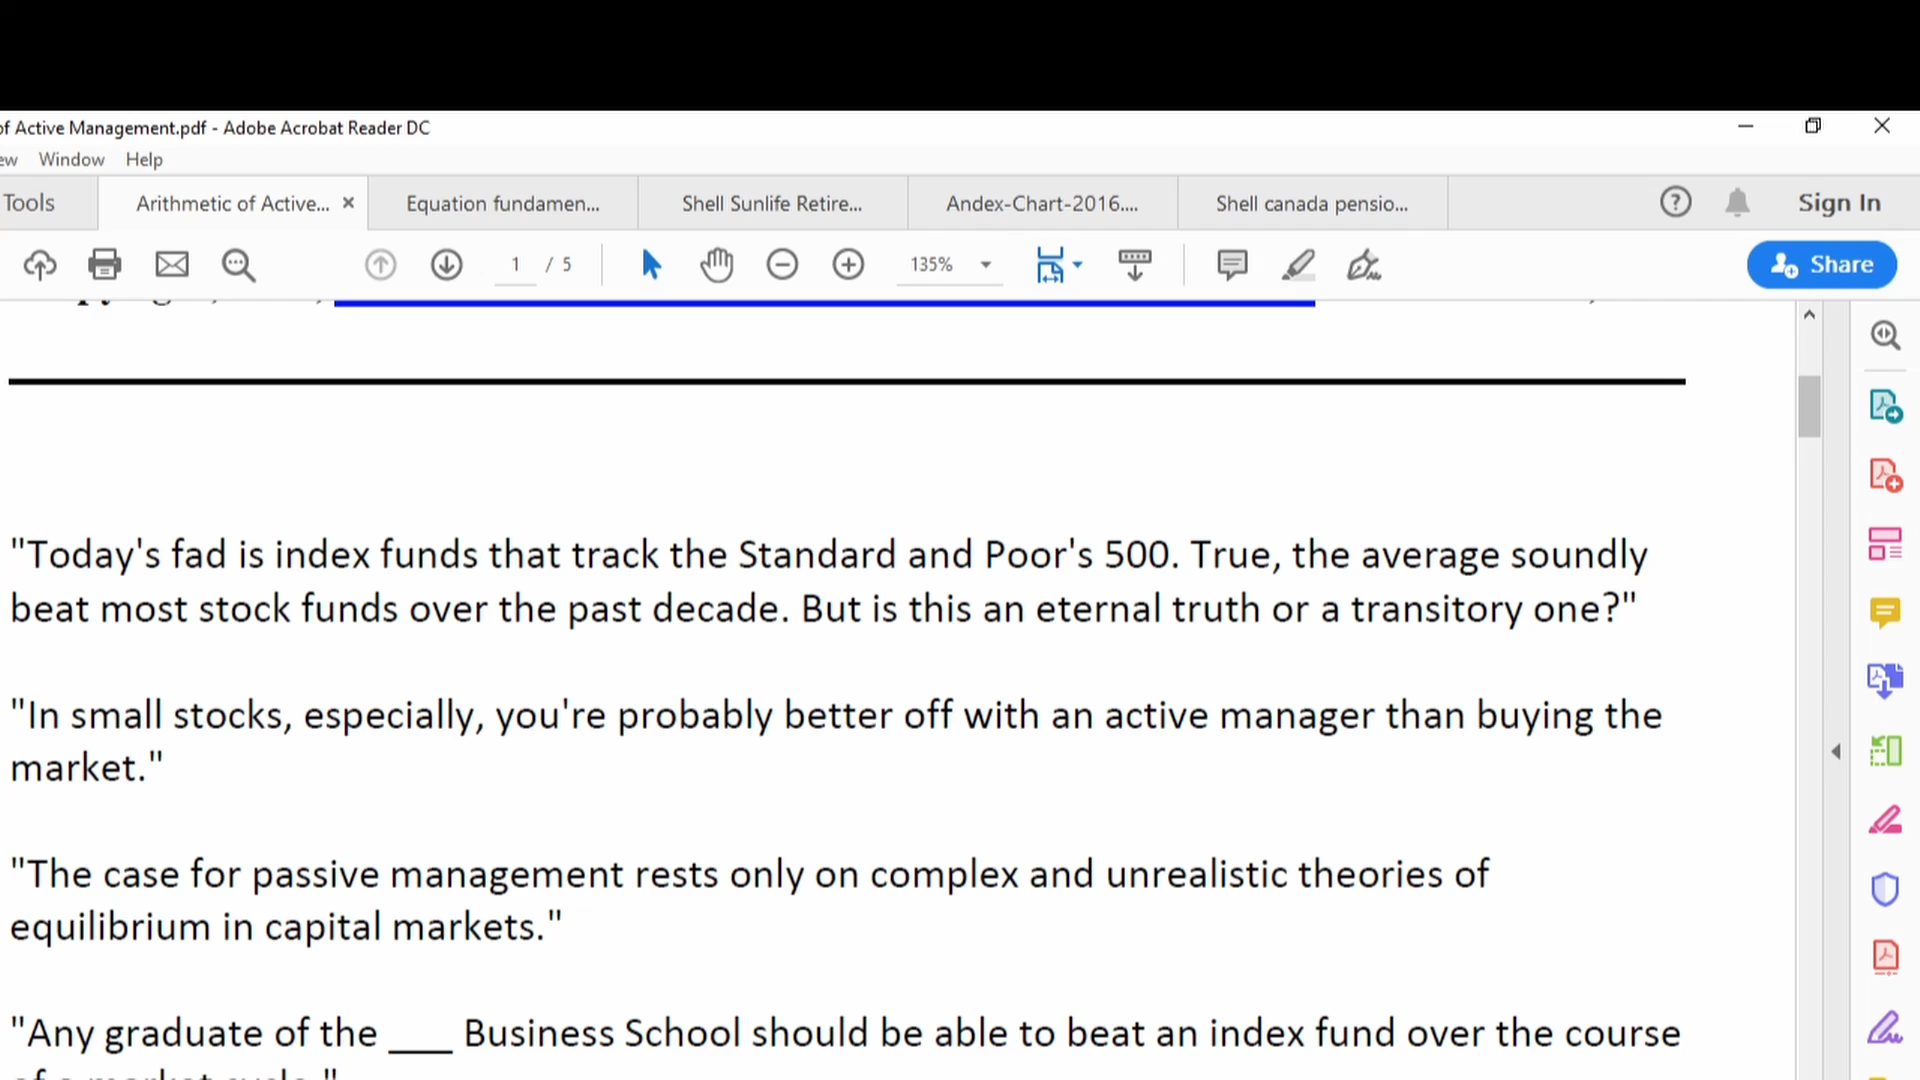 of Active Management.pdf - Adobe Acrobat Reader DC
ew Window Help
Tools Arithmetic of Active... Equation fundamen... Shell Sunlife Retire... Andex-Chart-2016.... Shell canada pensio... Sign In
1 / 5 135% Share
"Today's fad is index funds that track the Standard and Poor's 500. True, the average soundly
beat most stock funds over the past decade. But is this an eternal truth or a transitory one?"
"In small stocks, especially, you're probably better off with an active manager than buying the
market."
"The case for passive management rests only on complex and unrealistic theories of
equilibrium in capital markets."
"Any graduate of the ___ Business School should be able to beat an index fund over the course
of a market cycle."